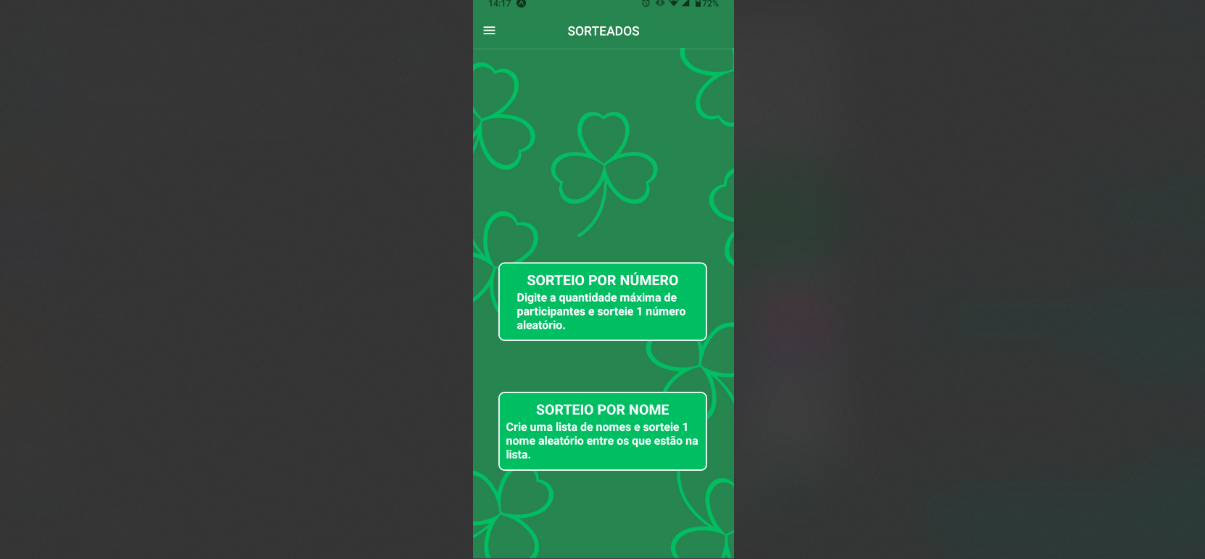 14:17
72%
SORTEADOS
SORTEIO POR NÚMERO
Digite a quantidade máxima de
participantes e sorteie 1 número
aleatório.
SORTEIO POR NOME
Crie uma lista de nomes e sorteie 1
nome aleatório entre os que estão na
lista.